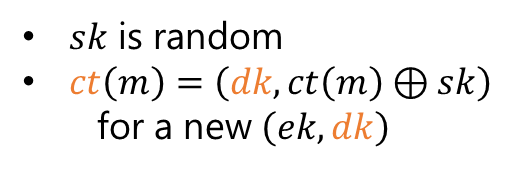 • sk is random
• ct(m) = (dk, ct(m) ⊕ sk)
for a new (ek, dk)